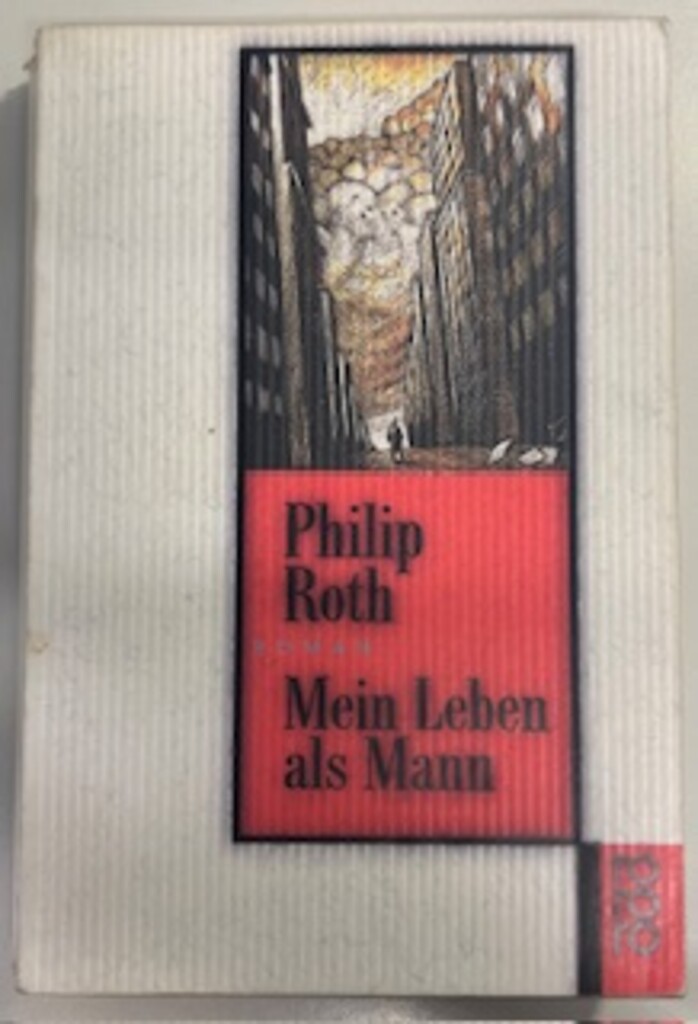 Philip
Roth
ROMAN
Mein Leben
als Mann
rororo